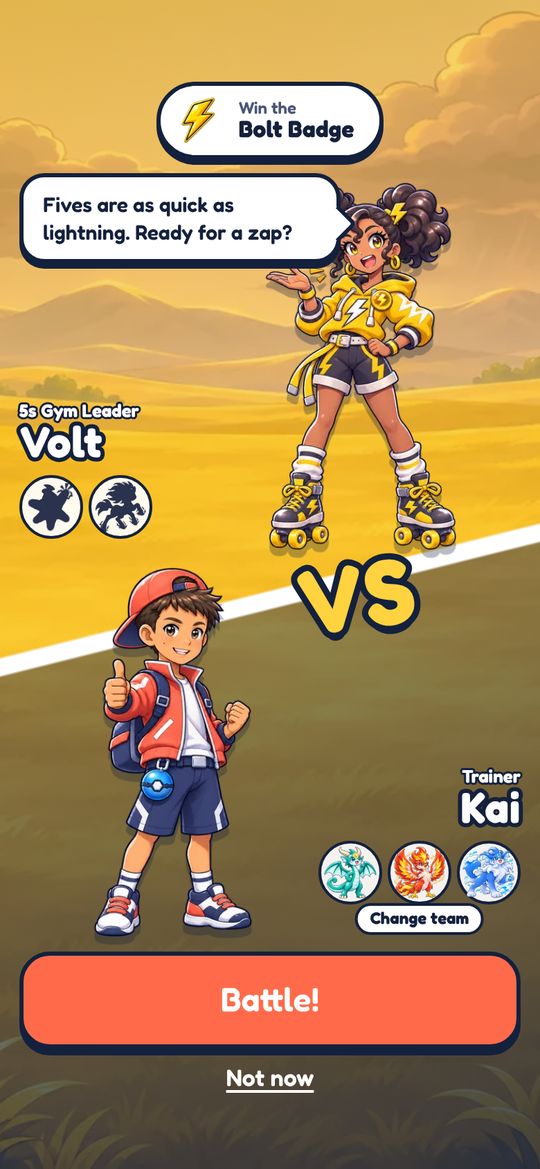 Win the
Bolt Badge
Fives are as quick as
lightning. Ready for a zap?
5s Gym Leader
Volt
VS
Trainer
Kai
Change team
Battle!
Not now